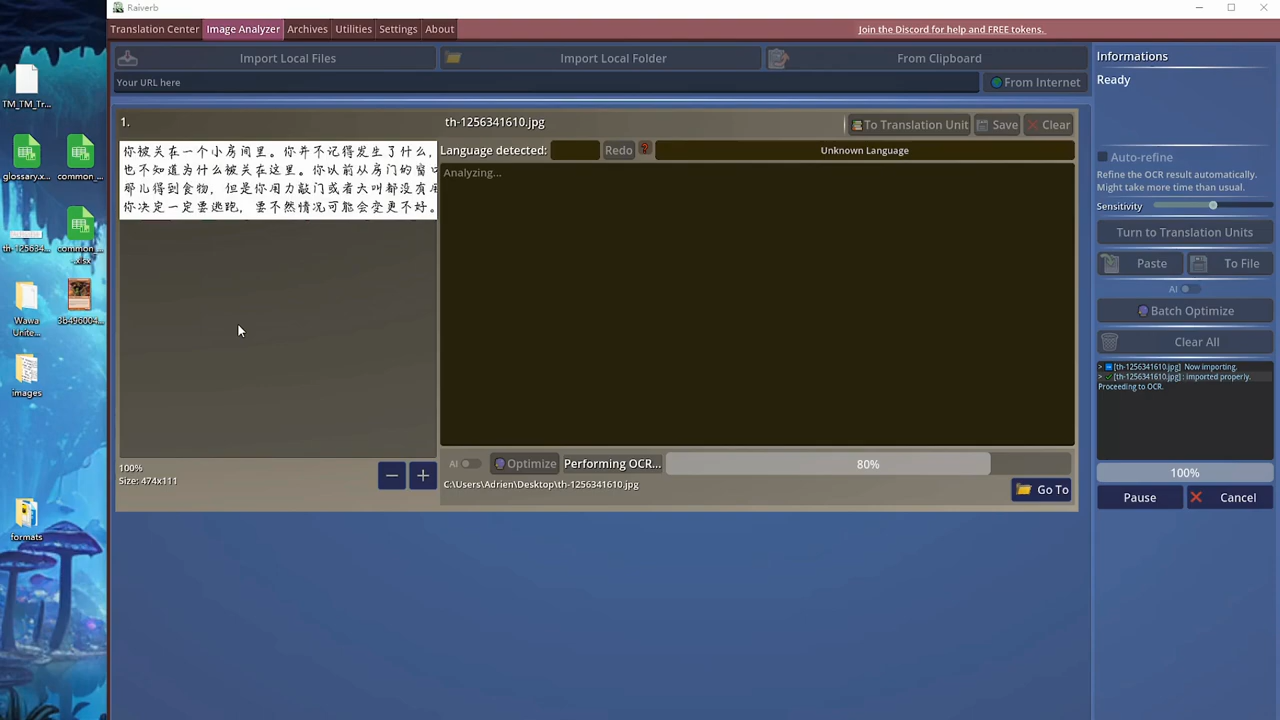 Raiverb
Translation Center Image Analyzer Archives Utilities Settings About
Join the Discord for help and FREE tokens.
Import Local Files Import Local Folder From Clipboard
Your URL here From Internet
1. th-1256341610.jpg To Translation Unit Save Clear
Language detected: Redo ? Unknown Language
Analyzing...
你被关在一个小房间里。你并不记得发生了什么,
也不知道为什么被关在这里。你以前从房门的窗口
那儿得到食物, 但是你用力敲门或者大叫都没有用
你决定一定要逃跑, 要不然情况可能会变更不好。
100%
Size: 474x111
AI Optimize Performing OCR... 80%
C:\Users\Adrien\Desktop\th-1256341610.jpg
Go To
Informations
Ready
Auto-refine
Refine the OCR result automatically.
Might take more time than usual.
Sensitivity
Turn to Translation Units
Paste To File
AI
Batch Optimize
Clear All
> [th-1256341610.jpg] Now importing.
> [th-1256341610.jpg] : imported properly.
Proceeding to OCR.
100%
Pause Cancel
TM_TM_Tr...
glossary.x... common_...
th-125634... common_...
.xlsx
Wawa
Unite...
3b496004...
images
formats